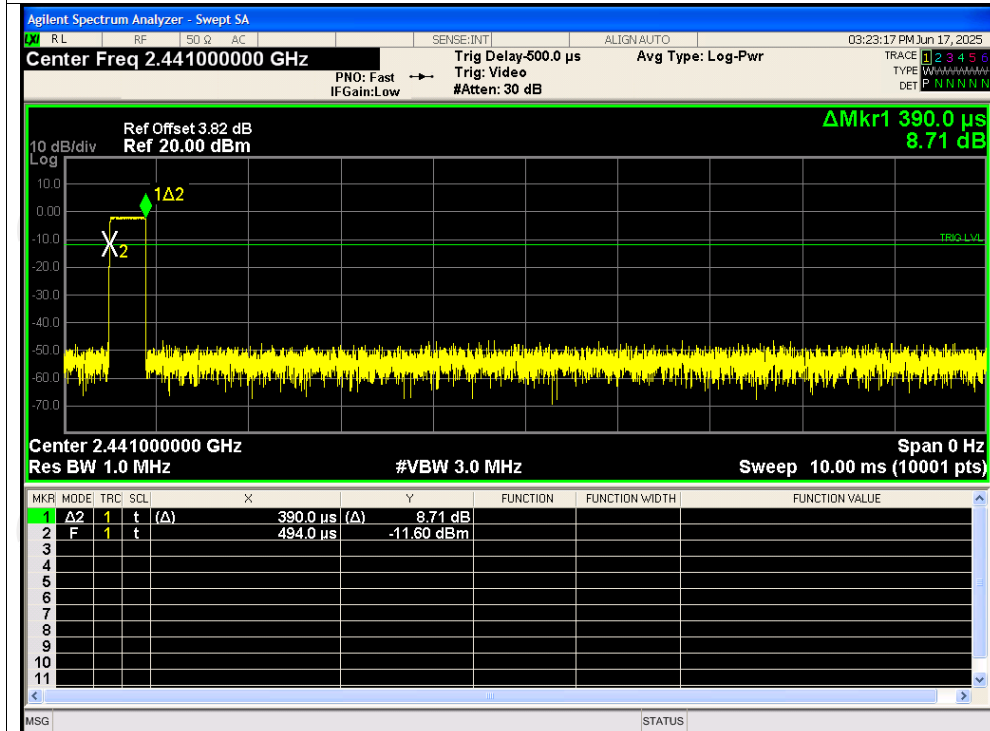 Agilent Spectrum Analyzer - Swept SA
LXI RL RF 50 Ω AC SENSE:INT ALIGN AUTO 03:23:17 PM Jun 17, 2025
Center Freq 2.441000000 GHz
PNO: Fast
IFGain:Low
Trig Delay-500.0 µs
Trig: Video
#Atten: 30 dB
Avg Type: Log-Pwr
TRACE 1 2 3 4 5 6
TYPE
DET P N N N N N
ΔMkr1 390.0 µs
8.71 dB
Ref Offset 3.82 dB
10 dB/div Ref 20.00 dBm
Log
10.0
0.00
-10.0
-20.0
-30.0
-40.0
-50.0
-60.0
-70.0
1Δ2
2
TRIG LVL
Center 2.441000000 GHz Span 0 Hz
Res BW 1.0 MHz #VBW 3.0 MHz Sweep 10.00 ms (10001 pts)
MKR MODE TRC SCL X Y FUNCTION FUNCTION WIDTH FUNCTION VALUE
1 Δ2 1 t (Δ) 390.0 µs (Δ) 8.71 dB
2 F 1 t 494.0 µs -11.60 dBm
3
4
5
6
7
8
9
10
11
MSG STATUS